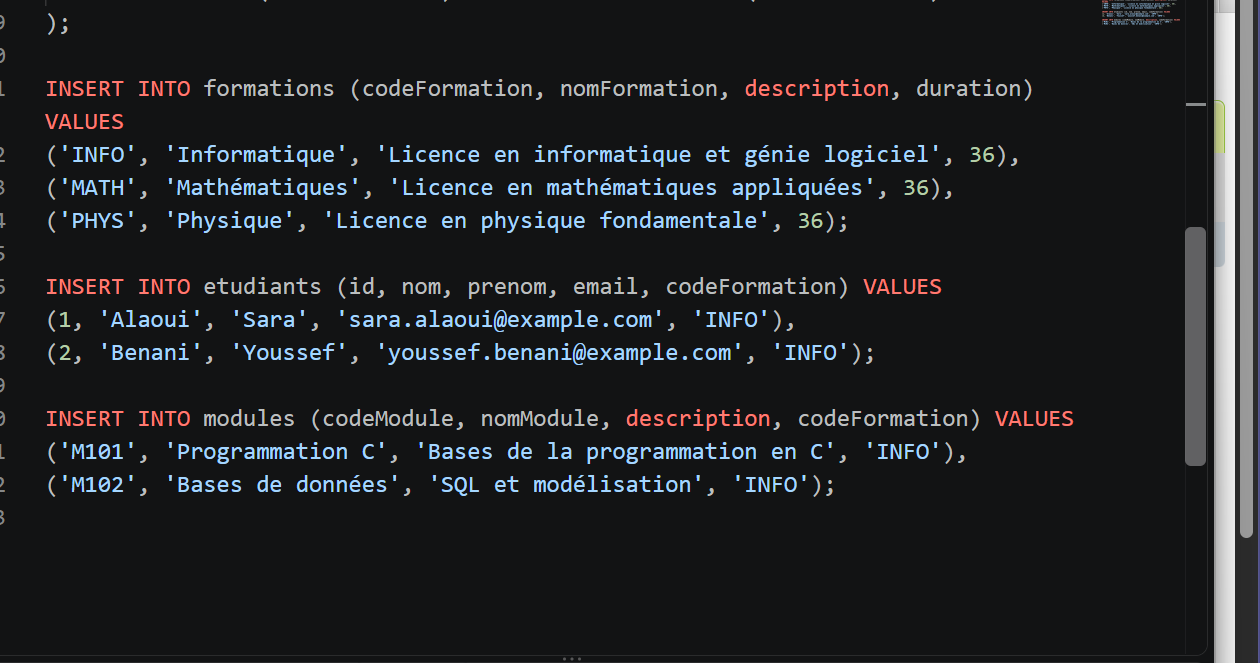 );
INSERT INTO formations (codeFormation, nomFormation, description, duration)
VALUES
('INFO', 'Informatique', 'Licence en informatique et génie logiciel', 36),
('MATH', 'Mathématiques', 'Licence en mathématiques appliquées', 36),
('PHYS', 'Physique', 'Licence en physique fondamentale', 36);
INSERT INTO etudiants (id, nom, prenom, email, codeFormation) VALUES
(1, 'Alaoui', 'Sara', 'sara.alaoui@example.com', 'INFO'),
(2, 'Benani', 'Youssef', 'youssef.benani@example.com', 'INFO');
INSERT INTO modules (codeModule, nomModule, description, codeFormation) VALUES
('M101', 'Programmation C', 'Bases de la programmation en C', 'INFO'),
('M102', 'Bases de données', 'SQL et modélisation', 'INFO');